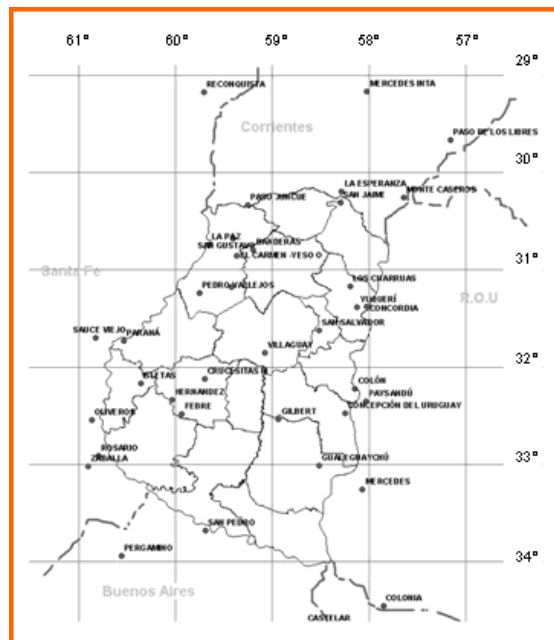 61° 60° 59° 58° 57°
29°
RECONQUISTA
MERCEDES INTA
Corrientes
PASO DE LOS LIBRES
30°
LA ESPERANZA
SAN JAIME
MONTE CASEROS
PASO JUNCUE
LA PAZ
SAN GUSTAVO
BANDERAS
EL CARMEN -YESO O
31°
Santa Fe
LOS CHARRUAS
PEDRO VALLEJOS
R.O.U
YUQUERÍ
CONCORDIA
SAN SALVADOR
SAUCE VIEJO
PARANÁ
VILLAGUAY
32°
CRUCESITAS
ISLETAS
COLÓN
HERNANDEZ
PAYSANDÚ
FEBRE
CONCEPCIÓN DEL URUGUAY
OLIVEROS
GILBERT
ROSARIO
ZABALLA
GUALEGUAYCHÚ
33°
MERCEDES
SAN PEDRO
PERGAMINO
34°
Buenos Aires
COLONIA
CASTELAR